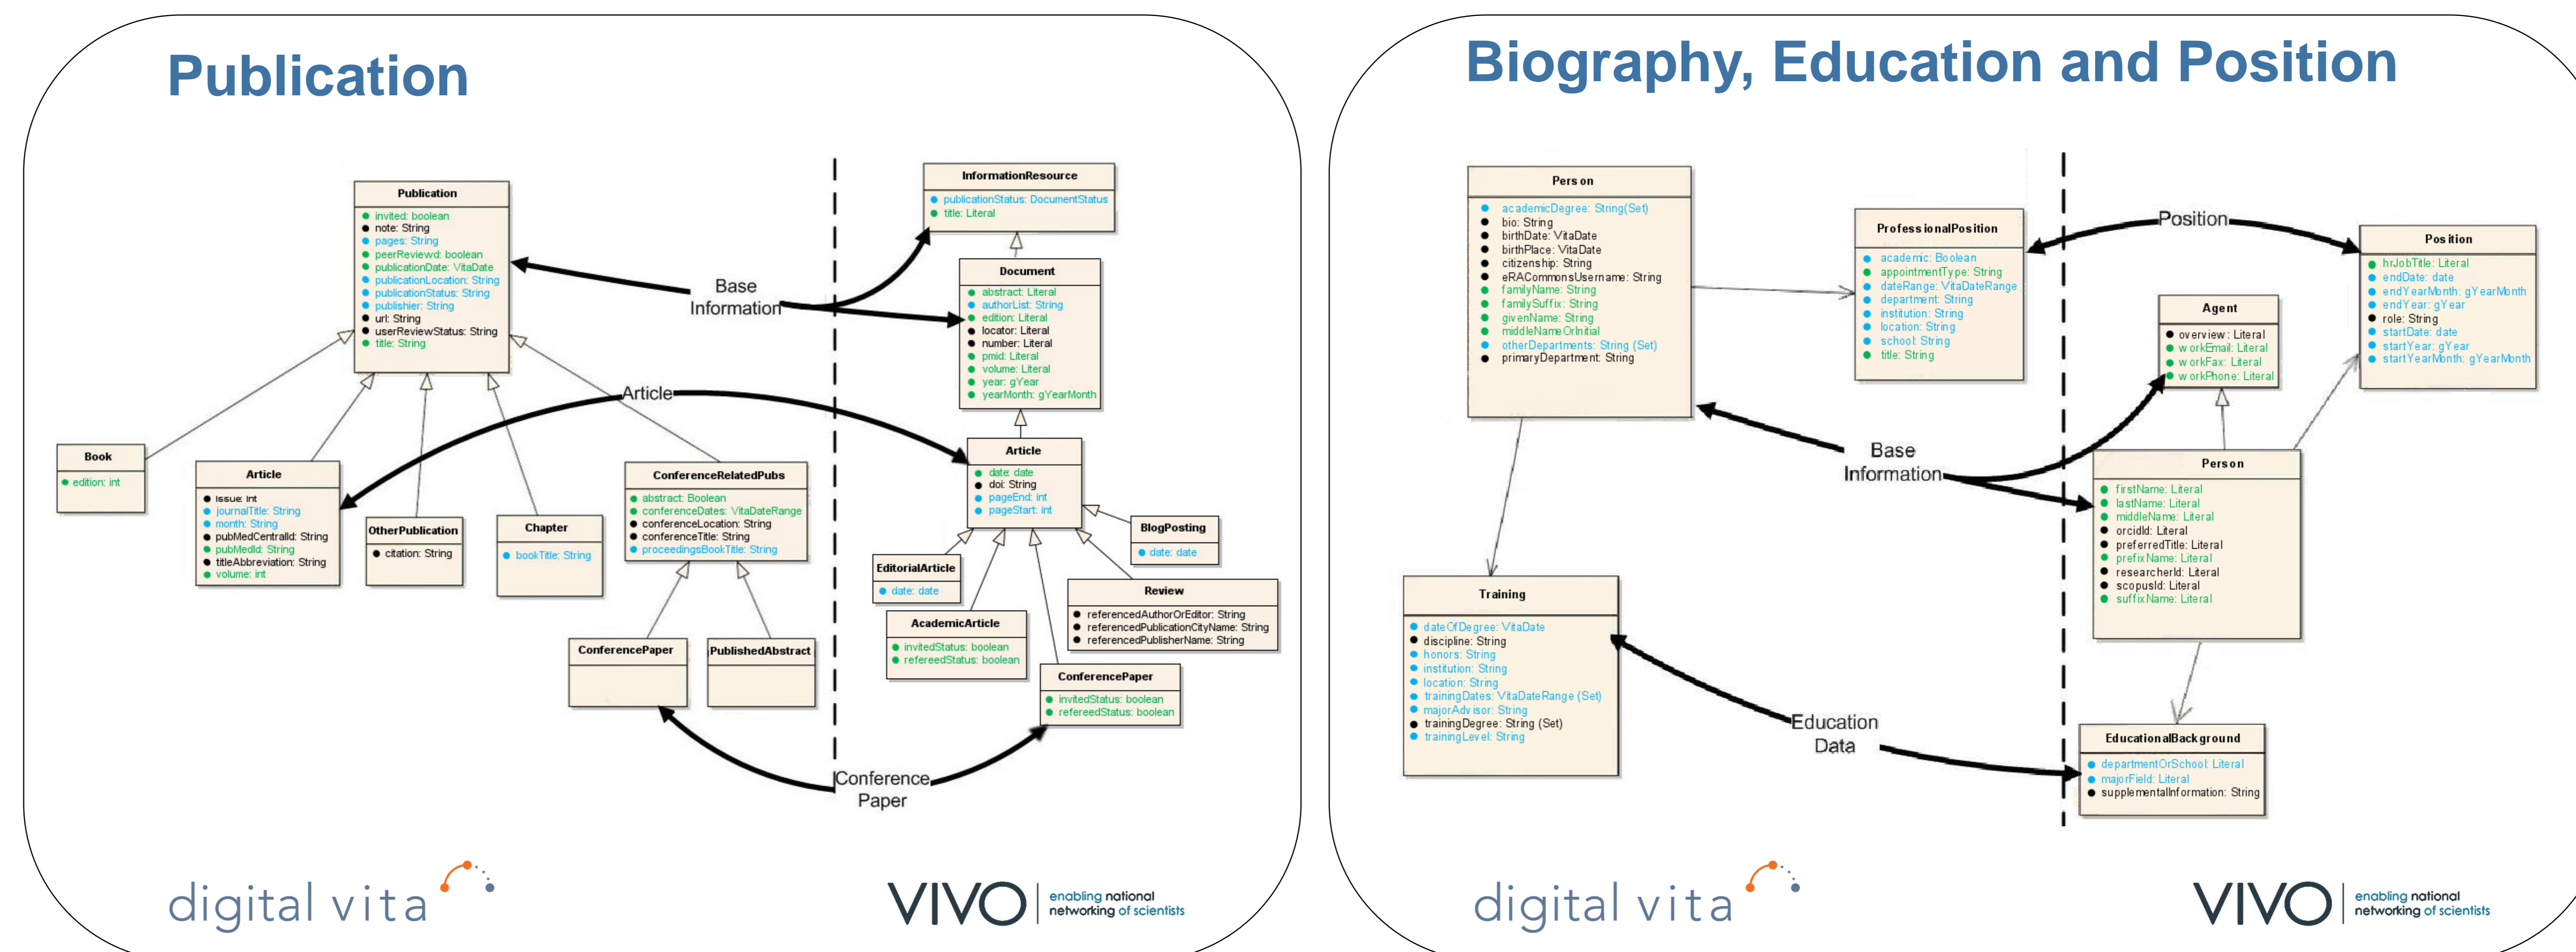 Publication
Publication
invited: boolean
note: String
pages: String
peerReviewd: boolean
publicationDate: VitaDate
publicationLocation: String
publicationStatus: String
publishier: String
url: String
userReviewStatus: String
title: String
Book
edition: int
Article
issue: int
journalTitle: String
month: String
pubMedCentralId: String
pubMedId: String
titleAbbreviation: String
volume: int
OtherPublication
citation: String
Chapter
bookTitle: String
ConferenceRelatedPubs
abstract: Boolean
conferenceDates: VitaDateRange
conferenceLocation: String
conferenceTitle: String
proceedingsBookTitle: String
ConferencePaper
PublishedAbstract
Base
Information
Article
Conference
Paper
InformationResource
publicationStatus: DocumentStatus
title: Literal
Document
abstract: Literal
authorList: String
edition: Literal
locator: Literal
number: Literal
pmid: Literal
volume: Literal
year: gYear
yearMonth: gYearMonth
Article
date: date
doi: String
pageEnd: int
pageStart: int
BlogPosting
date: date
EditorialArticle
date: date
Review
referencedAuthorOrEditor: String
referencedPublicationCityName: String
referencedPublisherName: String
AcademicArticle
invitedStatus: boolean
refereedStatus: boolean
ConferencePaper
invitedStatus: boolean
refereedStatus: boolean
digital vita
VIVO
enabling national
networking of scientists
Biography, Education and Position
Person
academicDegree: String(Set)
bio: String
birthDate: VitaDate
birthPlace: VitaDate
citizenship: String
eRACommonsUsername: String
familyName: String
familySuffix: String
givenName: String
middleNameOrInitial
otherDepartments: String (Set)
primaryDepartment: String
ProfessionalPosition
academic: Boolean
appointmentType: String
dateRange: VitaDateRange
department: String
institution: String
location: String
school: String
title: String
Training
dateOfDegree: VitaDate
discipline: String
honors: String
institution: String
location: String
trainingDates: VitaDateRange (Set)
majorAdvisor: String
trainingDegree: String (Set)
trainingLevel: String
Position
Base
Information
Education
Data
Position
hrJobTitle: Literal
endDate: date
endYearMonth: gYearMonth
endYear: gYear
role: String
startDate: date
startYear: gYear
startYearMonth: gYearMonth
Agent
overview: Literal
workEmail: Literal
workFax: Literal
workPhone: Literal
Person
firstName: Literal
lastName: Literal
middleName: Literal
orcidId: Literal
preferredTitle: Literal
prefixName: Literal
researcherId: Literal
scopusId: Literal
suffixName: Literal
EducationalBackground
departmentOrSchool: Literal
majorField: Literal
supplementalInformation: String
digital vita
VIVO
enabling national
networking of scientists